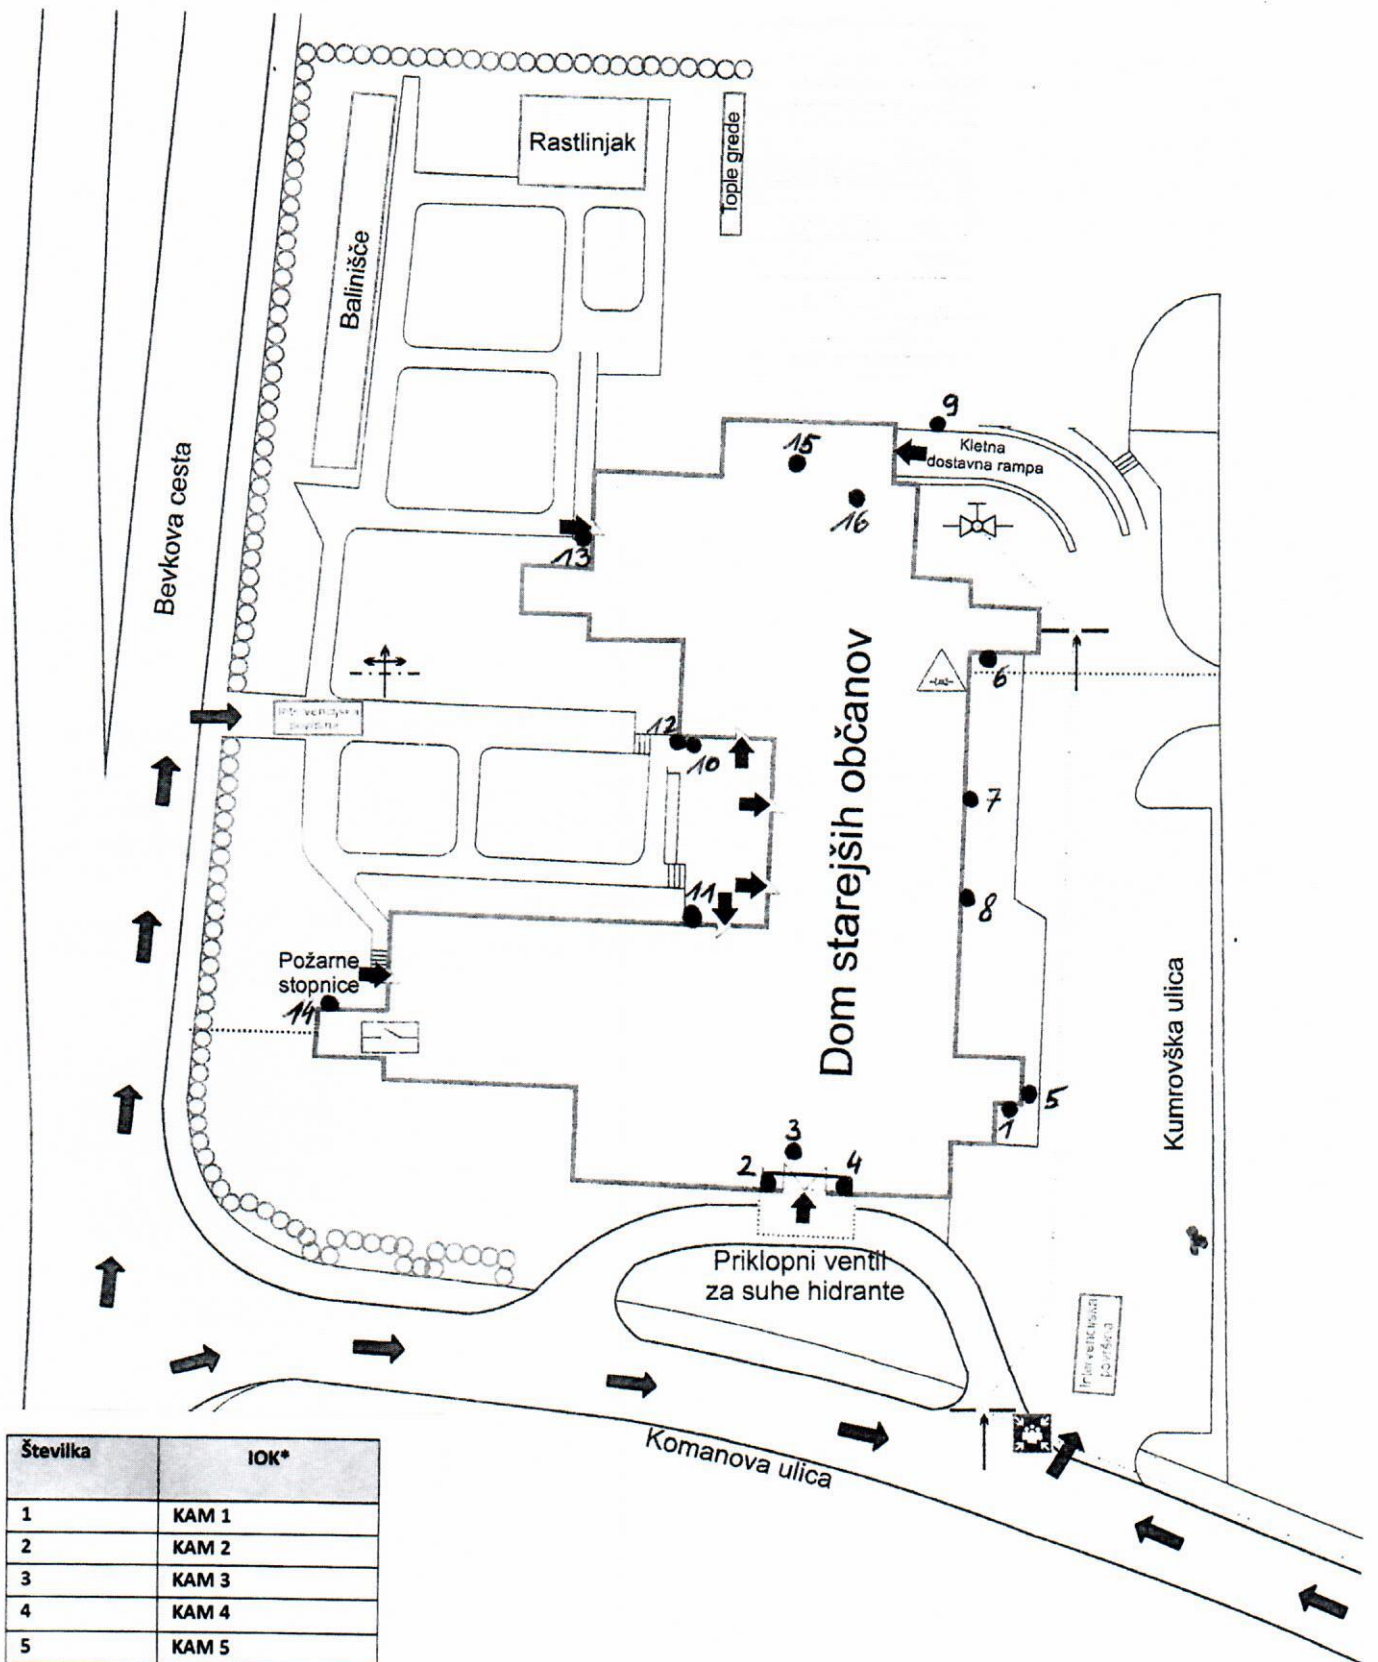 Rastlinjak
Tople grede
Balinišče
Bevkova cesta
9
15
Kletna
dostavna rampa
16
13
6
12
10
Dom starejših občanov
7
8
11
Požarne
stopnice
14
Kumrovška ulica
5
1
3
2
4
Priklopni ventil
za suhe hidrante
Intervencijska
površina
Komanova ulica
Številka IOK*
1 KAM 1
2 KAM 2
3 KAM 3
4 KAM 4
5 KAM 5